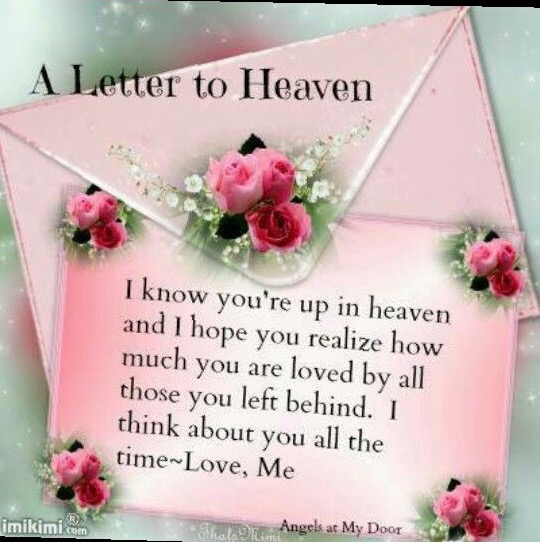 A Letter to Heaven
I know you're up in heaven
and I hope you realize how
much you are loved by all
those you left behind. I
think about you all the
time~Love, Me
imikimi®.com
Angels at My Door